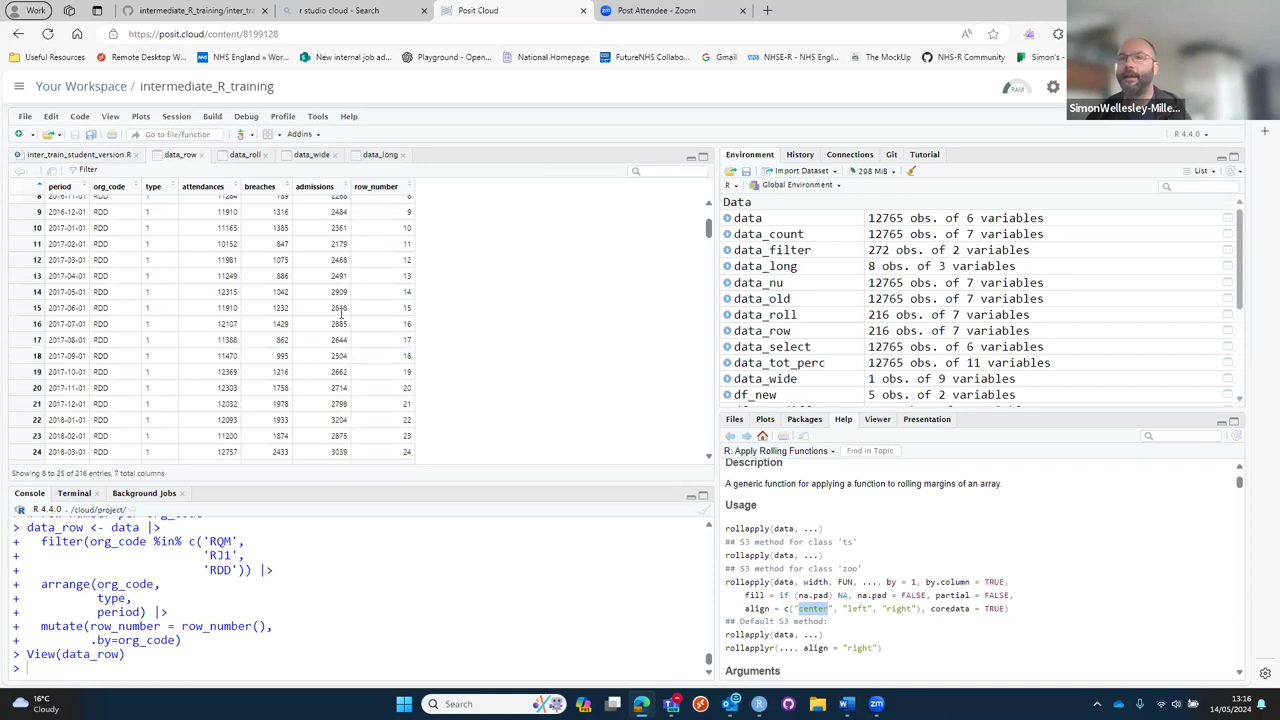 Work
intermediate_R_training/inter_tr
r studio cloud - Search
Posit Cloud
Post Attendee - Zoom
https://posit.cloud/content/8199128
Useful Resources
Remote Desktop W...
NHS England » Wor...
New internal job ad...
Playground - Open...
National Homepage
FutureNHS Collabo...
Gmail
NHSE-R - NHS Engl...
The MockUp
NHS-R Community
Simon's -
SimonWellesley-Mille...
Your Workspace / intermediate_R_training
RAM
File Edit Code View Plots Session Build Debug Profile Tools Help
Go to file/function
Addins
R 4.4.0
inter_train_student_version.R
data_row
data_roll
data_wide
data_long
Filter
period org_code type attendances breaches admissions row_number
8 2016-11-01 RDD 1 11284 789 2268 8
9 2016-12-01 RDD 1 11910 1316 2484 9
10 2017-01-01 RDD 1 11165 1385 2361 10
11 2017-02-01 RDD 1 10152 847 2179 11
12 2017-03-01 RDD 1 11981 1075 2468 12
13 2017-04-01 RDD 1 11249 886 2491 13
14 2017-05-01 RDD 1 12315 1042 2909 14
15 2017-06-01 RDD 1 11910 1232 15
16 2017-07-01 RDD 1 12107 1429 2885 16
17 2017-08-01 RDD 1 11388 862 2644 17
18 2017-09-01 RDD 1 11470 995 2504 18
19 2017-10-01 RDD 1 12369 1216 2662 19
20 2017-11-01 RDD 1 12303 1758 2714 20
21 2017-12-01 RDD 1 12032 1978 2798 21
22 2018-01-01 RDD 1 12093 1933 3204 22
23 2018-02-01 RDD 1 11200 1874 2875 23
24 2018-03-01 RDD 1 12757 2433 3039 24
Showing 8 to 25 of 216 entries, 7 total columns
Console Terminal Background Jobs
R 4.4.0 · /cloud/project/
> data_row <- data |>
+ filter(org_code %in% c('RQM',
+ 'RJ1',
+ 'RDD')) |>
+ arrange(org_code,
+ type,
+ period) |>
+ mutate(row_number = row_number(),
+ .by=org_code)
> View(data_row)
>
Environment History Connections Git Tutorial
Import Dataset
298 MiB
List
R
Global Environment
Data
data 12765 obs. of 6 variables
data_count 12765 obs. of 7 variables
data_filter 272 obs. of 2 variables
data_long 8 obs. of 3 variables
data_nu 12765 obs. of 7 variables
data_old 12765 obs. of 7 variables
data_roll 216 obs. of 7 variables
data_row 216 obs. of 7 variables
data_select 12765 obs. of 6 variables
data_tot_perc 12765 obs. of 11 variables
data_wide 1 obs. of 9 variables
df_new 5 obs. of 2 variables
Files Plots Packages Help Viewer Presentation
R: Apply Rolling Functions
Find in Topic
Description
A generic function for applying a function to rolling margins of an array.
Usage
rollapply(data, ...)
## S3 method for class 'ts'
rollapply(data, ...)
## S3 method for class 'zoo'
rollapply(data, width, FUN, ..., by = 1, by.column = TRUE,
fill = if (na.pad) NA, na.pad = FALSE, partial = FALSE,
align = c("center", "left", "right"), coredata = TRUE)
## Default S3 method:
rollapply(data, ...)
rollapplyr(..., align = "right")
Arguments
16°C
Cloudy
Search
13:16
14/05/2024